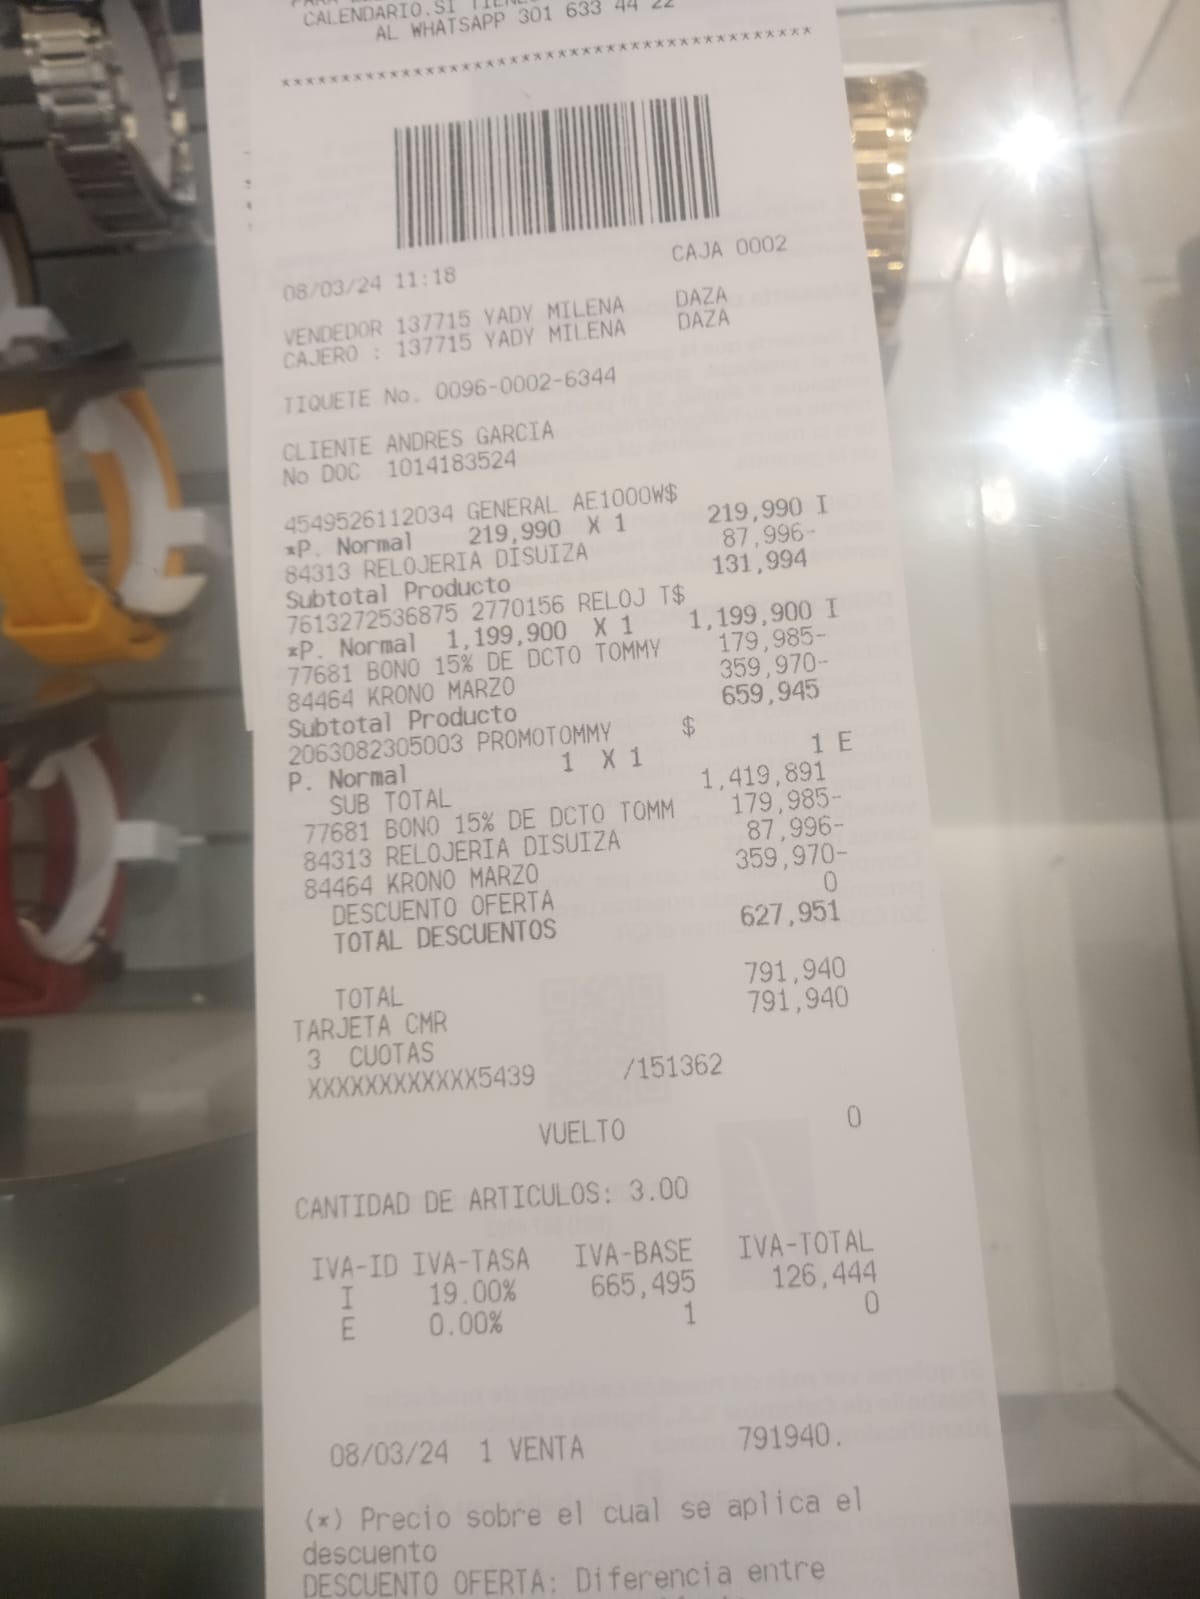 CALENDARIO.SI
AL WHATSAPP 301 633 44 22
********************************************
08/03/24 11:18 CAJA 0002
VENDEDOR 137715 YADY MILENA DAZA
CAJERO : 137715 YADY MILENA DAZA
TIQUETE No. 0096-0002-6344
CLIENTE ANDRES GARCIA
No DOC 1014183524
4549526112034 GENERAL AE1000W$
*P. Normal 219,990 X 1 219,990 I
84313 RELOJERIA DISUIZA 87,996-
Subtotal Producto 131,994
7613272536875 2770156 RELOJ T$
*P. Normal 1,199,900 X 1 1,199,900 I
77681 BONO 15% DE DCTO TOMMY 179,985-
84464 KRONO MARZO 359,970-
Subtotal Producto 659,945
2063082305003 PROMOTOMMY $
P. Normal 1 X 1 1 E
SUB TOTAL 1,419,891
77681 BONO 15% DE DCTO TOMM 179,985-
84313 RELOJERIA DISUIZA 87,996-
84464 KRONO MARZO 359,970-
DESCUENTO OFERTA 0
TOTAL DESCUENTOS 627,951
TOTAL 791,940
TARJETA CMR 791,940
3 CUOTAS
XXXXXXXXXXXX5439 /151362
VUELTO 0
CANTIDAD DE ARTICULOS: 3.00
IVA-ID IVA-TASA IVA-BASE IVA-TOTAL
I 19.00% 665,495 126,444
E 0.00% 1 0
08/03/24 1 VENTA 791940.
(*) Precio sobre el cual se aplica el
descuento
DESCUENTO OFERTA: Diferencia entre